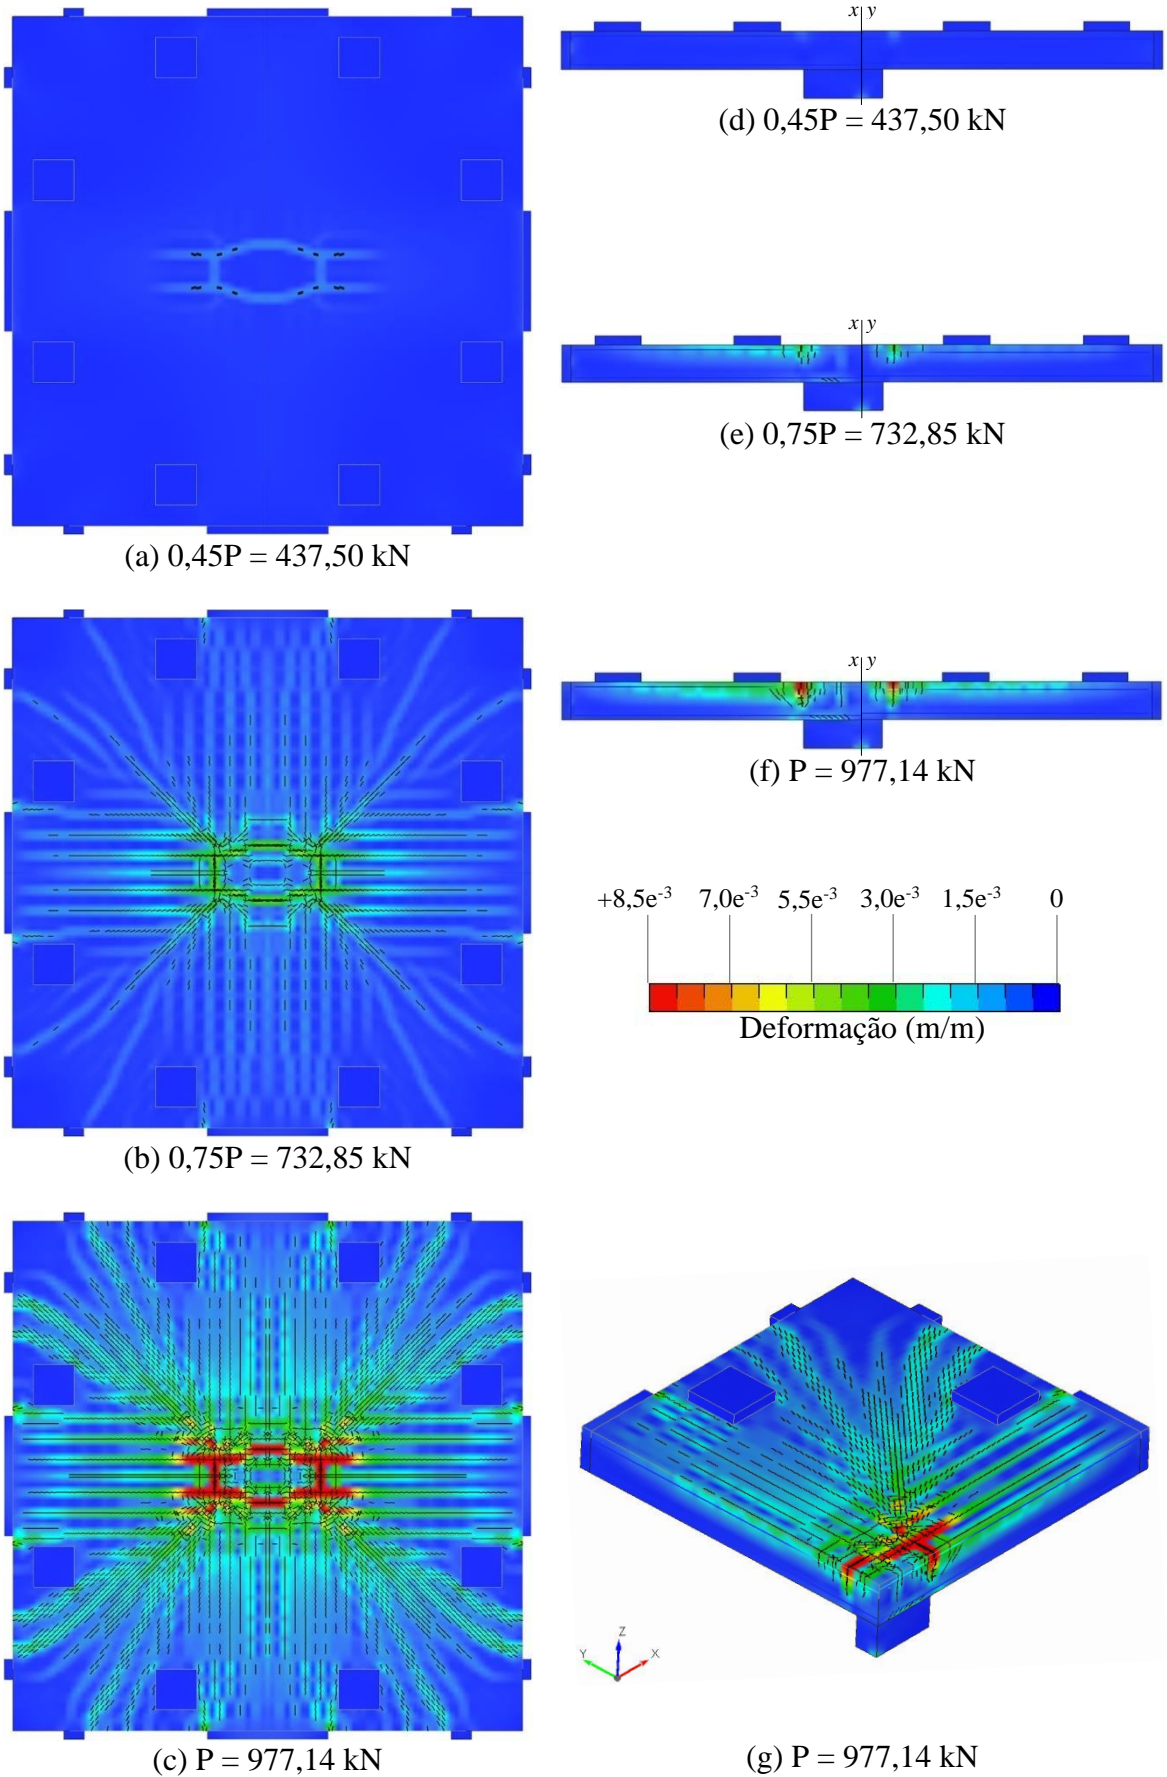 x y
(d) 0,45P = 437,50 kN
x y
(e) 0,75P = 732,85 kN
(a) 0,45P = 437,50 kN
x y
(f) P = 977,14 kN
+8,5e-3 7,0e-3 5,5e-3 3,0e-3 1,5e-3 0
Deformação (m/m)
(b) 0,75P = 732,85 kN
Z
Y X
(c) P = 977,14 kN
(g) P = 977,14 kN